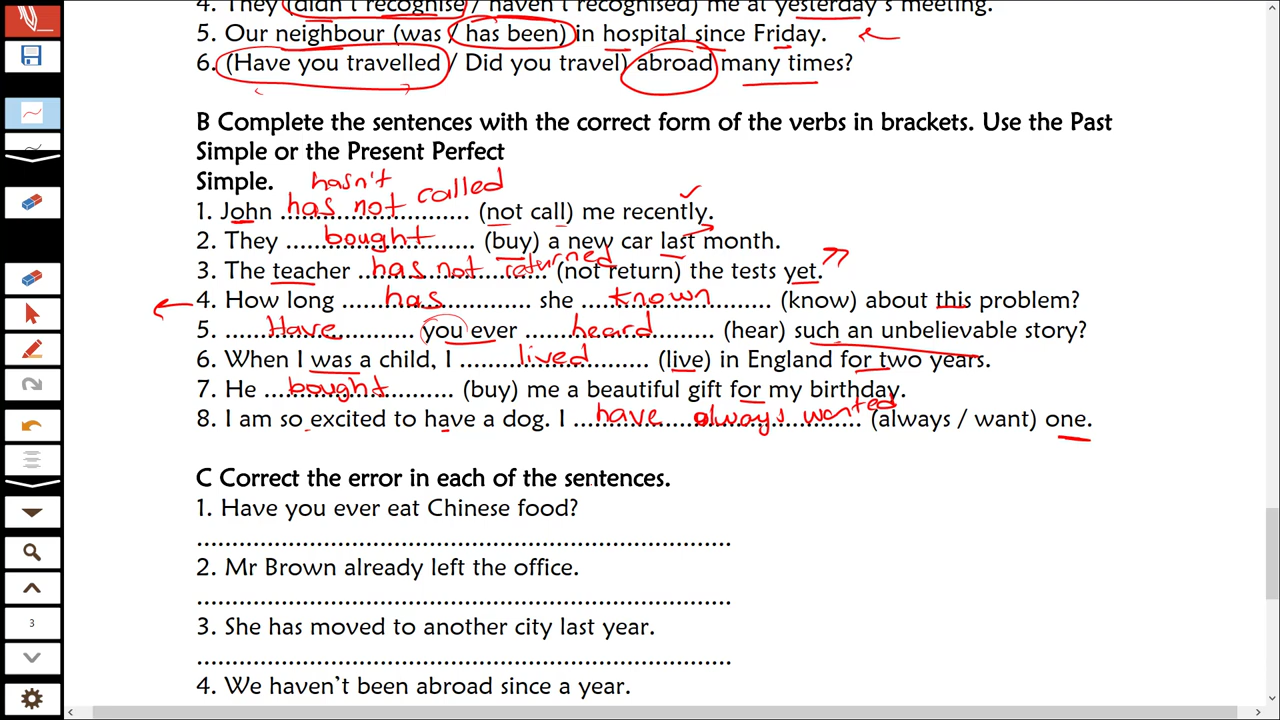 4. They (didn't recognise / haven't recognised) me at yesterday's meeting.
5. Our neighbour (was / has been) in hospital since Friday.
6. (Have you travelled / Did you travel) abroad many times?
B Complete the sentences with the correct form of the verbs in brackets. Use the Past
Simple or the Present Perfect
Simple.
hasn't
1. John has not called (not call) me recently.
2. They bought (buy) a new car last month.
3. The teacher has not returned (not return) the tests yet.
4. How long has she known (know) about this problem?
5. Have you ever heard (hear) such an unbelievable story?
6. When I was a child, I lived (live) in England for two years.
7. He bought (buy) me a beautiful gift for my birthday.
8. I am so excited to have a dog. I have always wanted (always / want) one.
C Correct the error in each of the sentences.
1. Have you ever eat Chinese food?
2. Mr Brown already left the office.
3. She has moved to another city last year.
3
4. We haven't been abroad since a year.